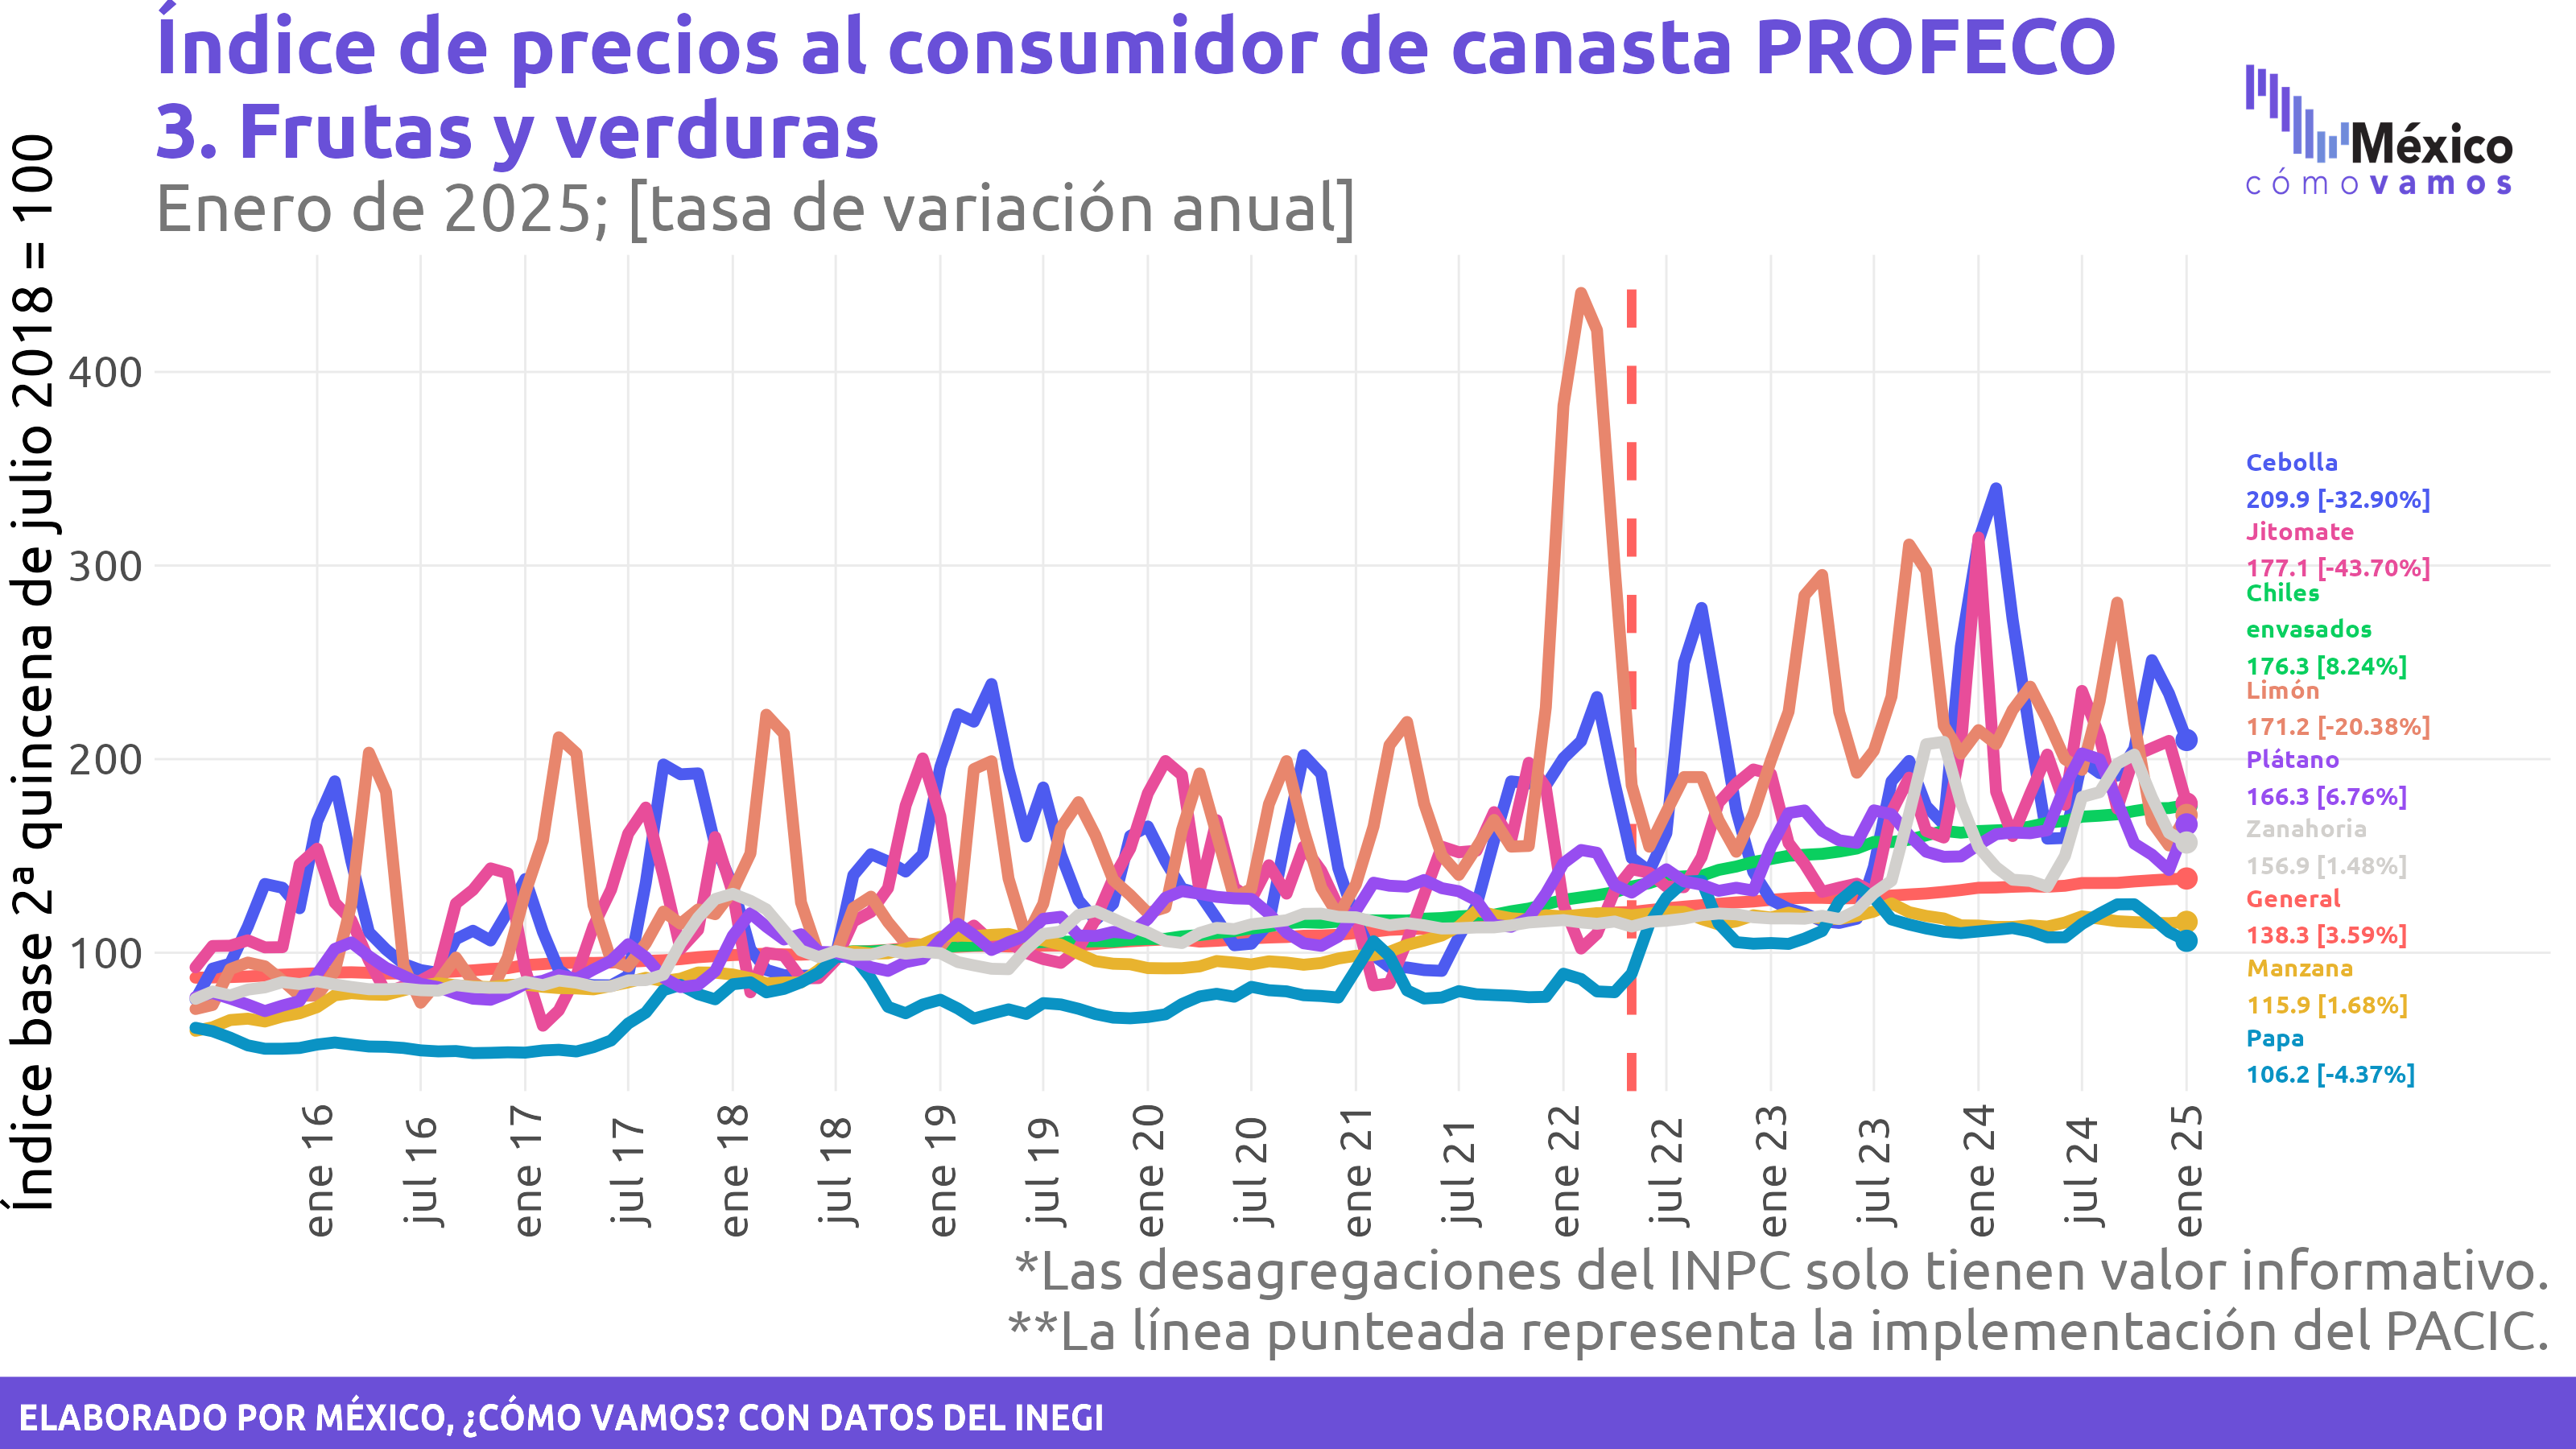 Índice de precios al consumidor de canasta PROFECO
3. Frutas y verduras
Enero de 2025; [tasa de variación anual]
México
cómo vamos
Índice base 2ª quincena de julio 2018 = 100
400
300
200
100
Cebolla
209.9 [-32.90%]
Jitomate
177.1 [-43.70%]
Chiles
envasados
176.3 [8.24%]
Limón
171.2 [-20.38%]
Plátano
166.3 [6.76%]
Zanahoria
156.9 [1.48%]
General
138.3 [3.59%]
Manzana
115.9 [1.68%]
Papa
106.2 [-4.37%]
ene 16
jul 16
ene 17
jul 17
ene 18
jul 18
ene 19
jul 19
ene 20
jul 20
ene 21
jul 21
ene 22
jul 22
ene 23
jul 23
ene 24
jul 24
ene 25
*Las desagregaciones del INPC solo tienen valor informativo.
**La línea punteada representa la implementación del PACIC.
ELABORADO POR MÉXICO, ¿CÓMO VAMOS? CON DATOS DEL INEGI